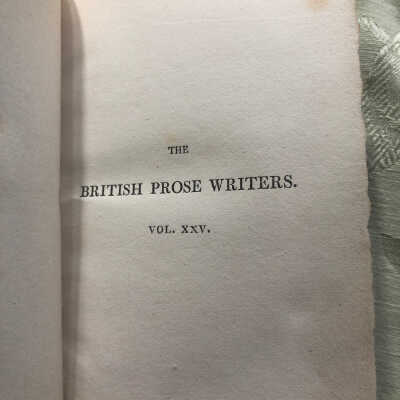 THE
BRITISH PROSE WRITERS.
VOL. XXV.